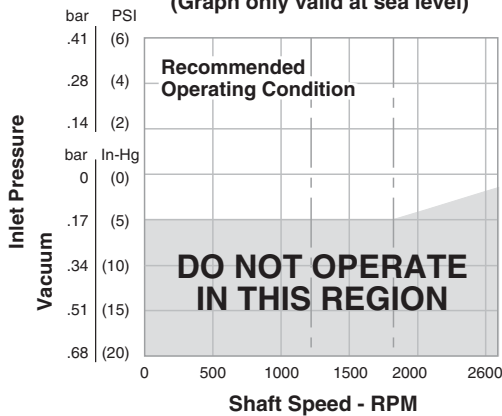 (Graph only valid at sea level)
bar PSI
.41 (6)
Recommended
Operating Condition
.28 (4)
.14 (2)
bar In-Hg
0 (0)
.17 (5)
.34 (10)
.51 (15)
.68 (20)
DO NOT OPERATE
IN THIS REGION
Inlet Pressure
Vacuum
0 500 1000 1500 2000 2600
Shaft Speed - RPM